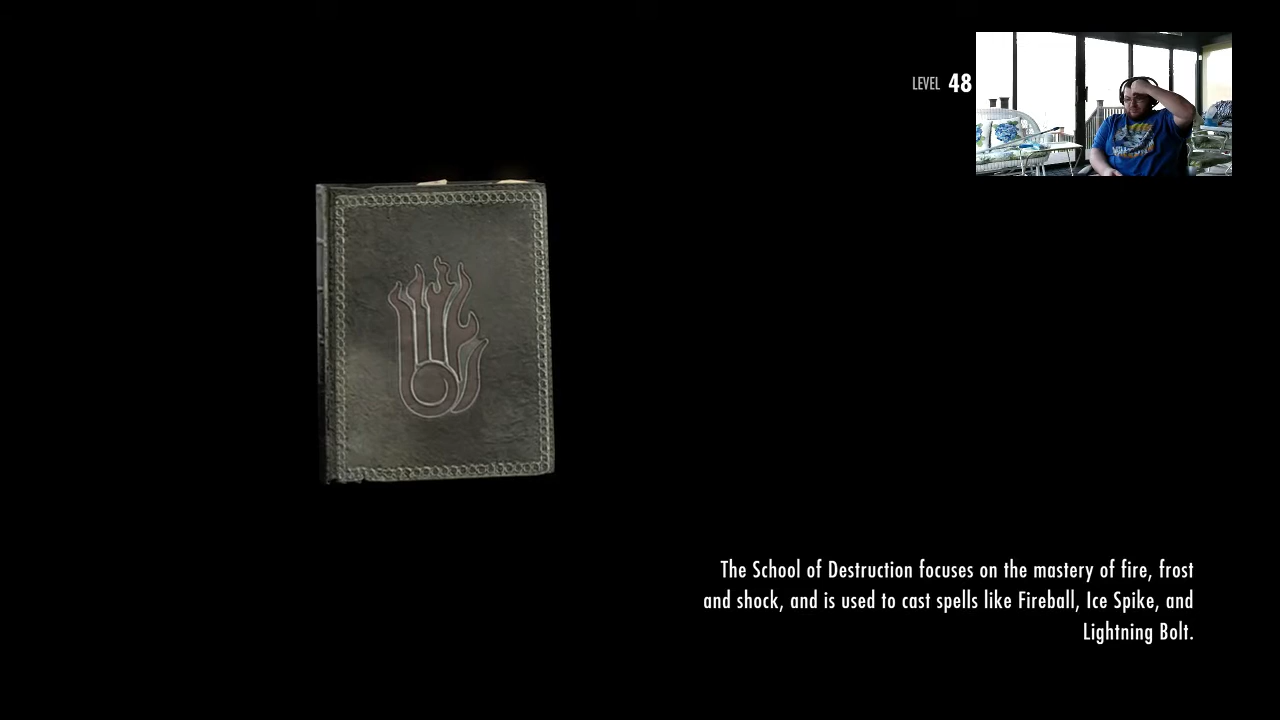 LEVEL 48
The School of Destruction focuses on the mastery of fire, frost
and shock, and is used to cast spells like Fireball, Ice Spike, and
Lightning Bolt.